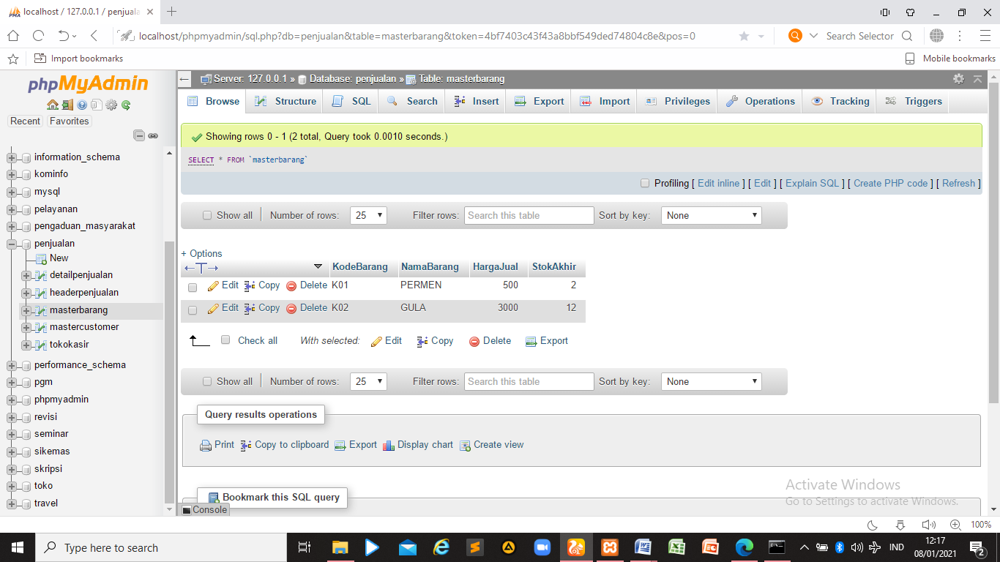 localhost / 127.0.0.1 / penjuala
localhost/phpmyadmin/sql.php?db=penjualan&table=masterbarang&token=4bf7403c43f43a8bbf549ded74804c8e&pos=0
Search Selector
Import bookmarks
Mobile bookmarks
phpMyAdmin
Recent Favorites
information_schema
kominfo
mysql
pelayanan
pengaduan_masyarakat
penjualan
New
detailpenjualan
headerpenjualan
masterbarang
mastercustomer
tokokasir
performance_schema
pgm
phpmyadmin
revisi
seminar
sikemas
skripsi
toko
travel
Server: 127.0.0.1 » Database: penjualan » Table: masterbarang
Browse Structure SQL Search Insert Export Import Privileges Operations Tracking Triggers
Showing rows 0 - 1 (2 total, Query took 0.0010 seconds.)
SELECT * FROM `masterbarang`
Profiling [ Edit inline ] [ Edit ] [ Explain SQL ] [ Create PHP code ] [ Refresh ]
Show all Number of rows: 25 Filter rows: Search this table Sort by key: None
+ Options
KodeBarang NamaBarang HargaJual StokAkhir
Edit Copy Delete K01 PERMEN 500 2
Edit Copy Delete K02 GULA 3000 12
Check all With selected: Edit Copy Delete Export
Show all Number of rows: 25 Filter rows: Search this table Sort by key: None
Query results operations
Print Copy to clipboard Export Display chart Create view
Bookmark this SQL query
Console
Activate Windows
Go to Settings to activate Windows.
100%
Type here to search
IND
12:17
08/01/2021
2